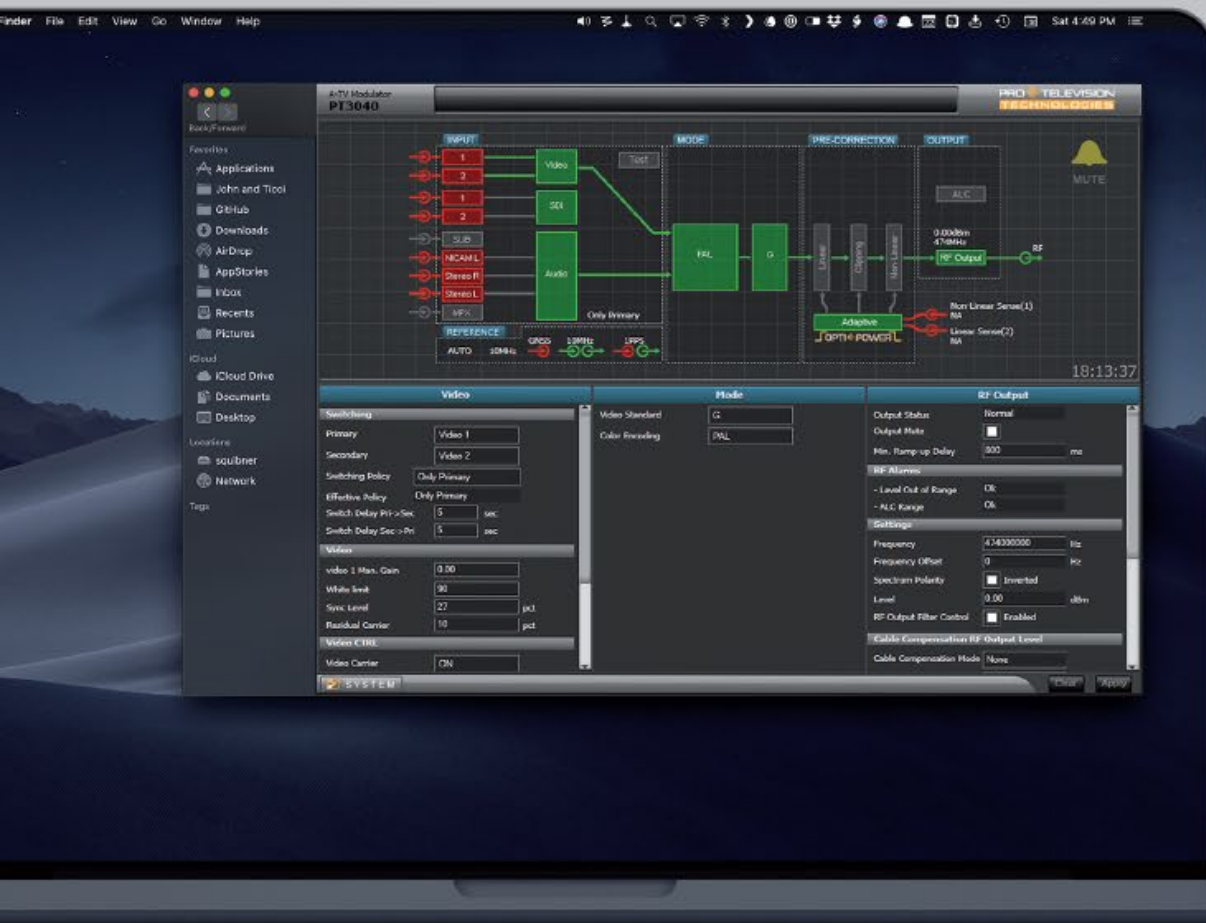 Finder File Edit View Go Window Help
Sat 4:49 PM
A-TV Modulator
PT3040
PRO TELEVISION
TECHNOLOGIES
Back/Forward
Favorites
Applications
John and Ticci
GitHub
Downloads
AirDrop
AppStories
Inbox
Recents
Pictures
iCloud
iCloud Drive
Documents
Desktop
Locations
squibner
Network
Tags
INPUT
MODE
PRE-CORRECTION
OUTPUT
1
2
1
2
SUB
NICAM L
Stereo R
Stereo L
MPX
Video
SDI
Audio
Test
Only Primary
PAL
G
Linear
Clipping
Non Linear
ALC
0.00dBm
474MHz
RF Output
RF
MUTE
Adaptive
OPTI POWER
Non Linear Sense(1)
NA
Linear Sense(2)
NA
REFERENCE
AUTO 10MHz
GNSS 10MHz 1PPS
18:13:37
Video
Switching
Primary Video 1
Secondary Video 2
Switching Policy Only Primary
Effective Policy Only Primary
Switch Delay Pri->Sec 5 sec
Switch Delay Sec->Pri 5 sec
Video
video 1 Man. Gain 0.00
White limit 90
Sync Level 27 pct
Residual Carrier 10 pct
Video CTRL
Video Carrier ON
Mode
Video Standard G
Color Encoding PAL
RF Output
Output Status Normal
Output Mute
Min. Ramp-up Delay 800 ms
RF Alarms
- Level Out of Range Ok
- ALC Range Ok
Settings
Frequency 474000000 Hz
Frequency Offset 0 Hz
Spectrum Polarity Inverted
Level 0.00 dBm
RF Output Filter Control Enabled
Cable Compensation RF Output Level
Cable Compensation Mode None
SYSTEM
Clear Apply